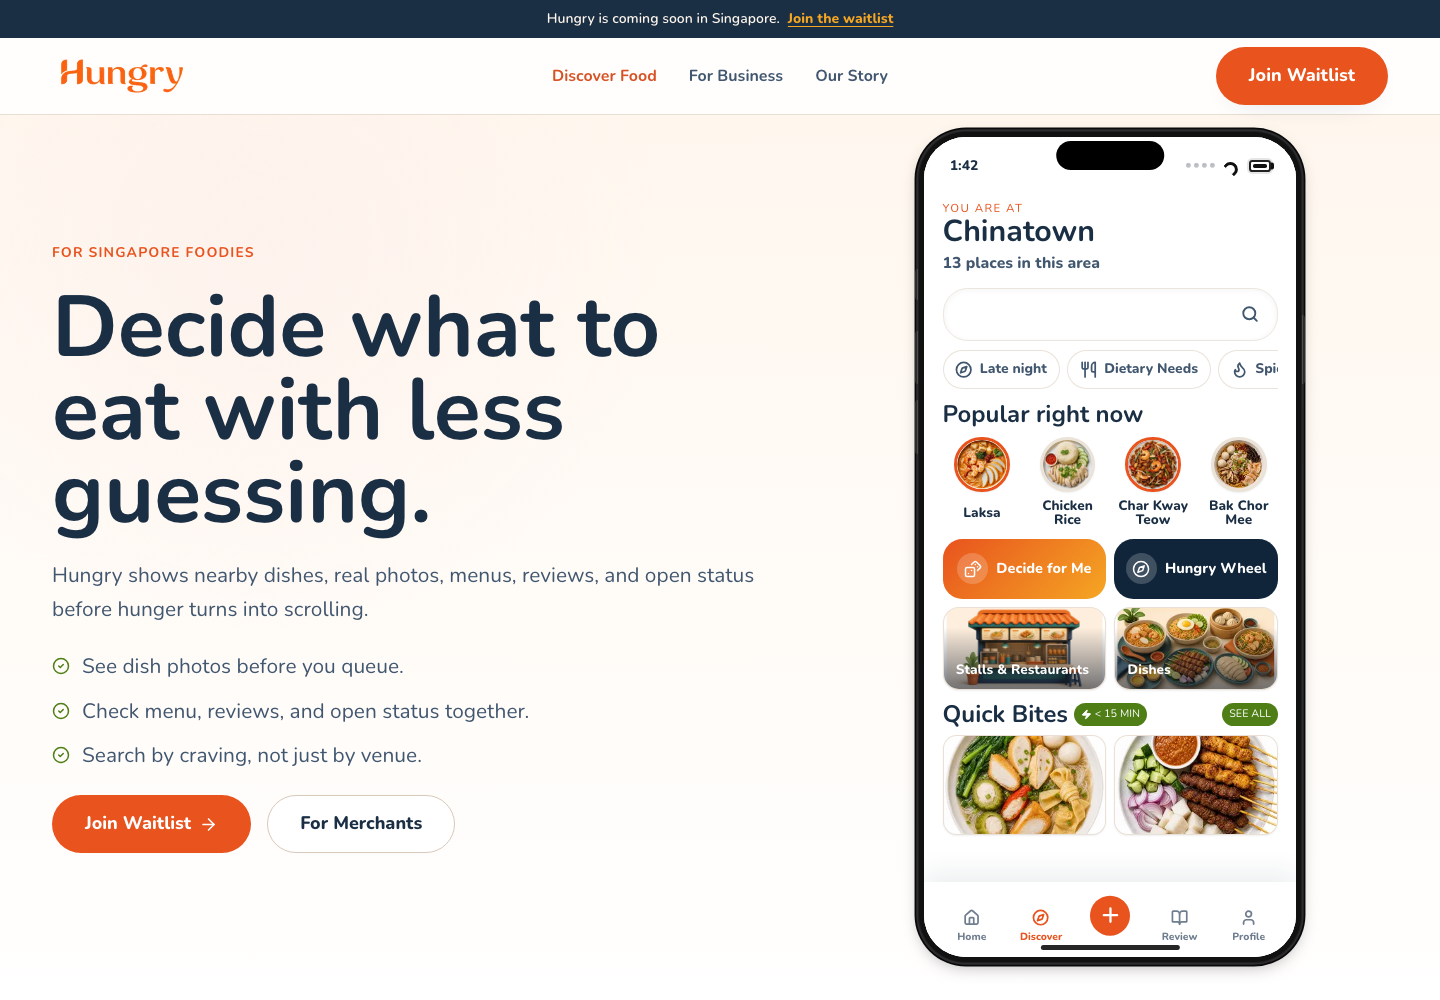 Hungry is coming soon in Singapore. Join the waitlist
Hungry
Discover Food
For Business
Our Story
Join Waitlist
FOR SINGAPORE FOODIES
Decide what to
eat with less
guessing.
Hungry shows nearby dishes, real photos, menus, reviews, and open status
before hunger turns into scrolling.
See dish photos before you queue.
Check menu, reviews, and open status together.
Search by craving, not just by venue.
Join Waitlist →
For Merchants
1:42
YOU ARE AT
Chinatown
13 places in this area
Late night
Dietary Needs
Popular right now
Laksa
Chicken
Rice
Char Kway
Teow
Bak Chor
Mee
Decide for Me
Hungry Wheel
Stalls & Restaurants
Dishes
Quick Bites
< 15 MIN
SEE ALL
Home
Discover
Review
Profile